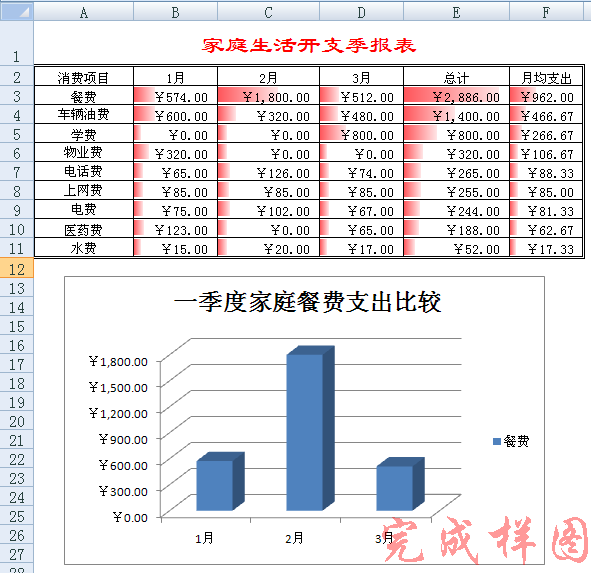 A B C D E F
1 家庭生活开支季报表
2 消费项目 1月 2月 3月 总计 月均支出
3 餐费 ¥574.00 ¥1,800.00 ¥512.00 ¥2,886.00 ¥962.00
4 车辆油费 ¥600.00 ¥320.00 ¥480.00 ¥1,400.00 ¥466.67
5 学费 ¥0.00 ¥0.00 ¥800.00 ¥800.00 ¥266.67
6 物业费 ¥320.00 ¥0.00 ¥0.00 ¥320.00 ¥106.67
7 电话费 ¥65.00 ¥126.00 ¥74.00 ¥265.00 ¥88.33
8 上网费 ¥85.00 ¥85.00 ¥85.00 ¥255.00 ¥85.00
9 电费 ¥75.00 ¥102.00 ¥67.00 ¥244.00 ¥81.33
10 医药费 ¥123.00 ¥0.00 ¥65.00 ¥188.00 ¥62.67
11 水费 ¥15.00 ¥20.00 ¥17.00 ¥52.00 ¥17.33
12
13
一季度家庭餐费支出比较
14
15
16
¥1,800.00
17
18
¥1,500.00
19
¥1,200.00
20
21
¥900.00
餐费
22
¥600.00
23
24
¥300.00
25
¥0.00
26
1月 2月 3月
完成样图
27
28